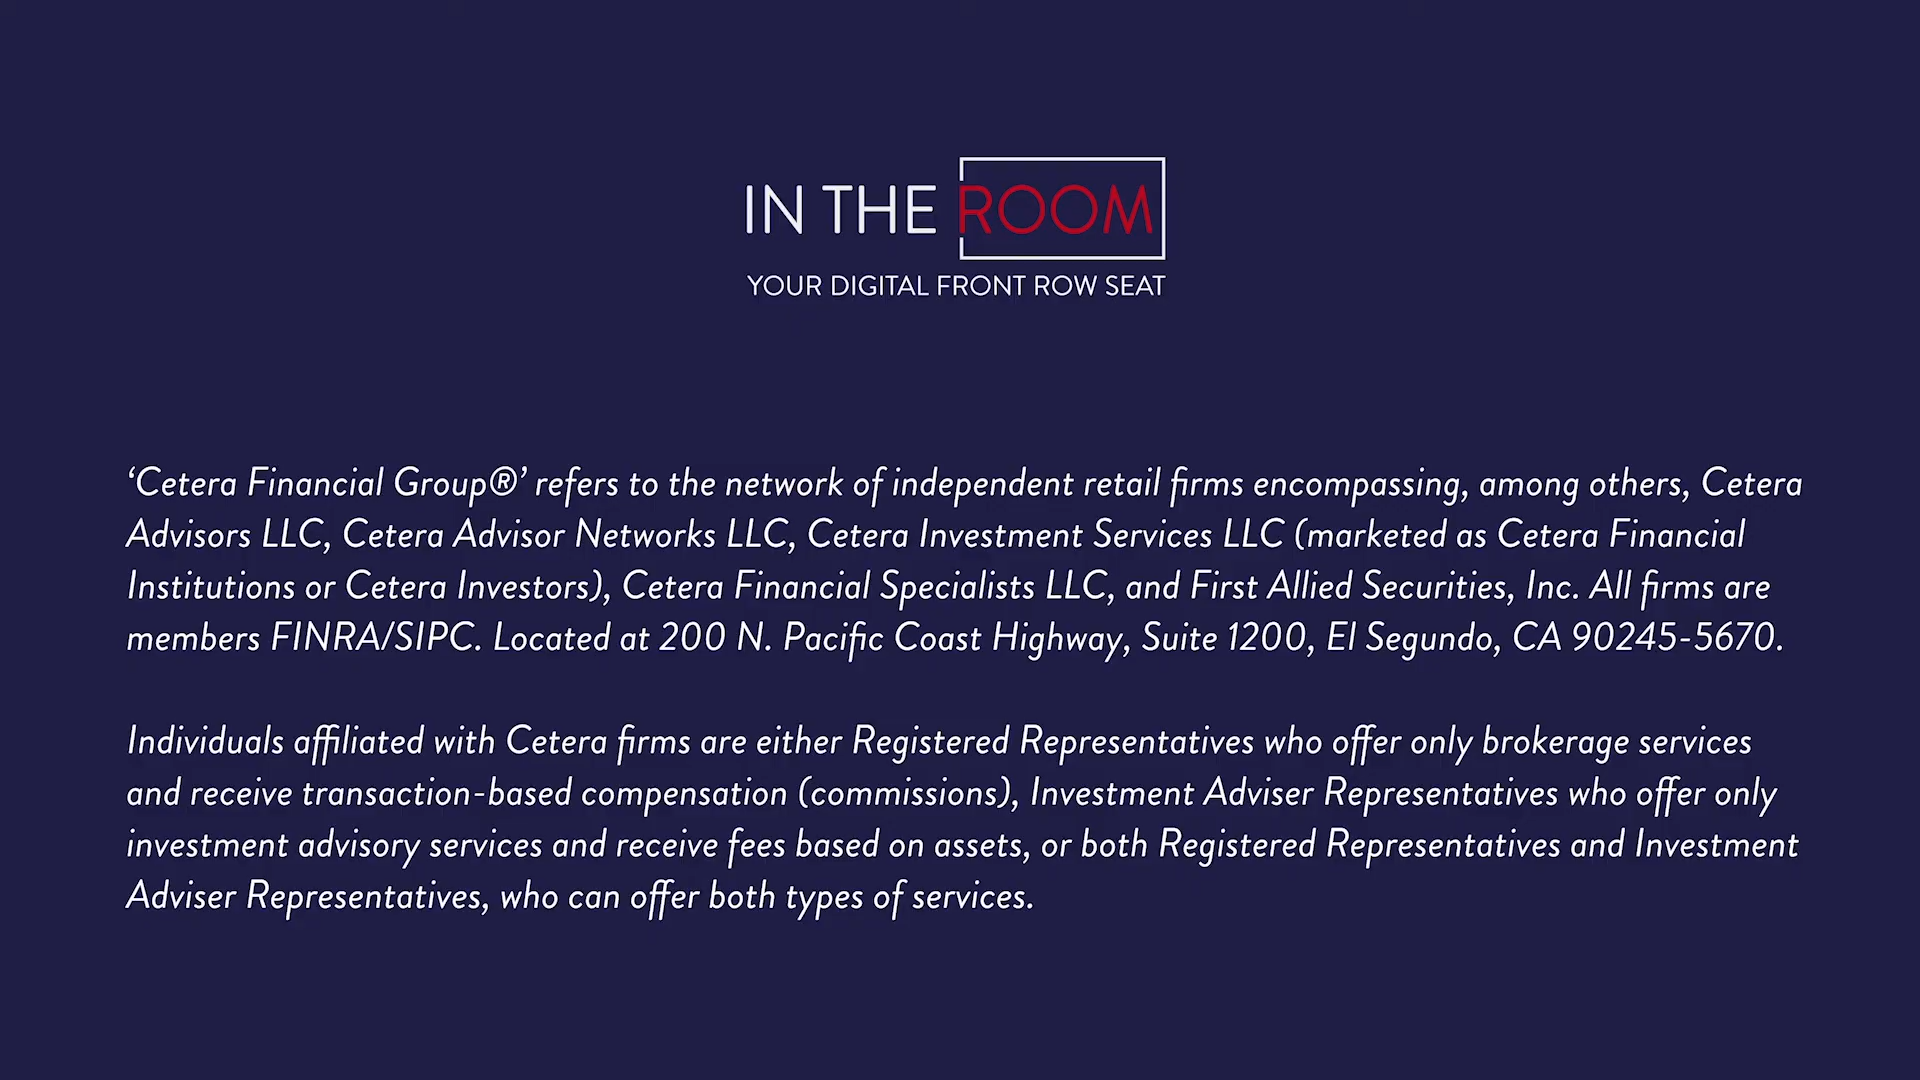 IN THE ROOM
YOUR DIGITAL FRONT ROW SEAT
‘Cetera Financial Group®’ refers to the network of independent retail firms encompassing, among others, Cetera
Advisors LLC, Cetera Advisor Networks LLC, Cetera Investment Services LLC (marketed as Cetera Financial
Institutions or Cetera Investors), Cetera Financial Specialists LLC, and First Allied Securities, Inc. All firms are
members FINRA/SIPC. Located at 200 N. Pacific Coast Highway, Suite 1200, El Segundo, CA 90245-5670.
Individuals affiliated with Cetera firms are either Registered Representatives who offer only brokerage services
and receive transaction-based compensation (commissions), Investment Adviser Representatives who offer only
investment advisory services and receive fees based on assets, or both Registered Representatives and Investment
Adviser Representatives, who can offer both types of services.